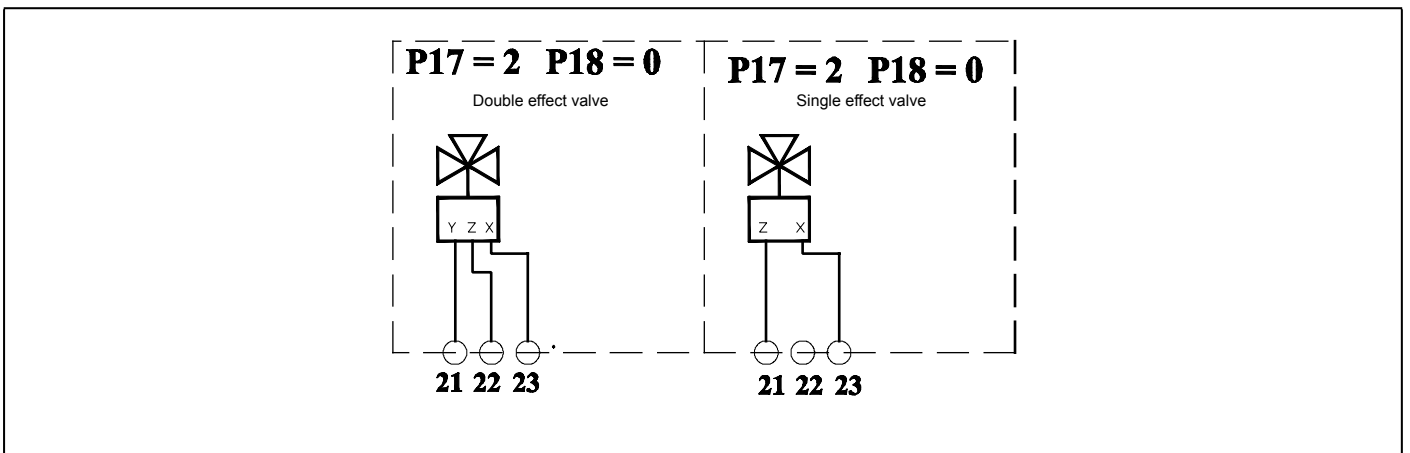 P17 = 2 P18 = 0
Double effect valve
Y Z X
21 22 23
P17 = 2 P18 = 0
Single effect valve
Z X
21 22 23